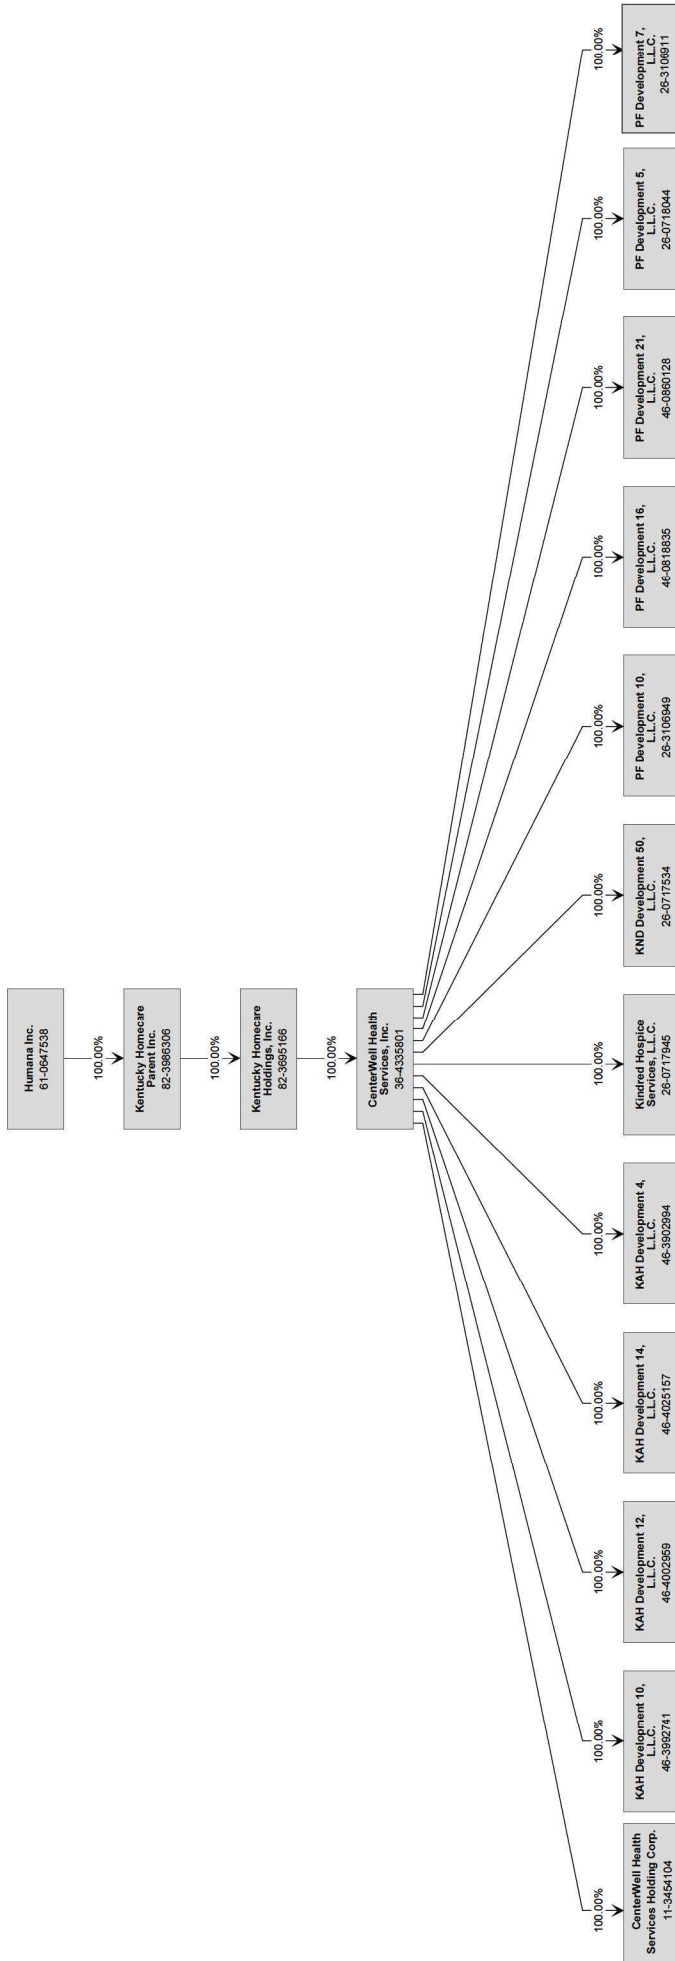 Humana Inc.
61-0647538
100.00%
Kentucky Homecare
Parent Inc.
82-3986306
100.00%
Kentucky Homecare
Holdings, Inc.
82-3695166
100.00%
CenterWell Health
Services, Inc.
36-4335801
100.00%
CenterWell Health
Services Holding Corp.
11-3454104
100.00%
KAH Development 10,
L.L.C.
46-3992741
100.00%
KAH Development 12,
L.L.C.
46-4002959
100.00%
KAH Development 14,
L.L.C.
46-4025157
100.00%
KAH Development 4,
L.L.C.
46-3902994
100.00%
Kindred Hospice
Services, L.L.C.
26-0717945
100.00%
KND Development 50,
L.L.C.
26-0717534
100.00%
PF Development 10,
L.L.C.
26-3106949
100.00%
PF Development 16,
L.L.C.
46-0818835
100.00%
PF Development 21,
L.L.C.
46-0860128
100.00%
PF Development 5,
L.L.C.
26-0718044
100.00%
PF Development 7,
L.L.C.
26-3106911